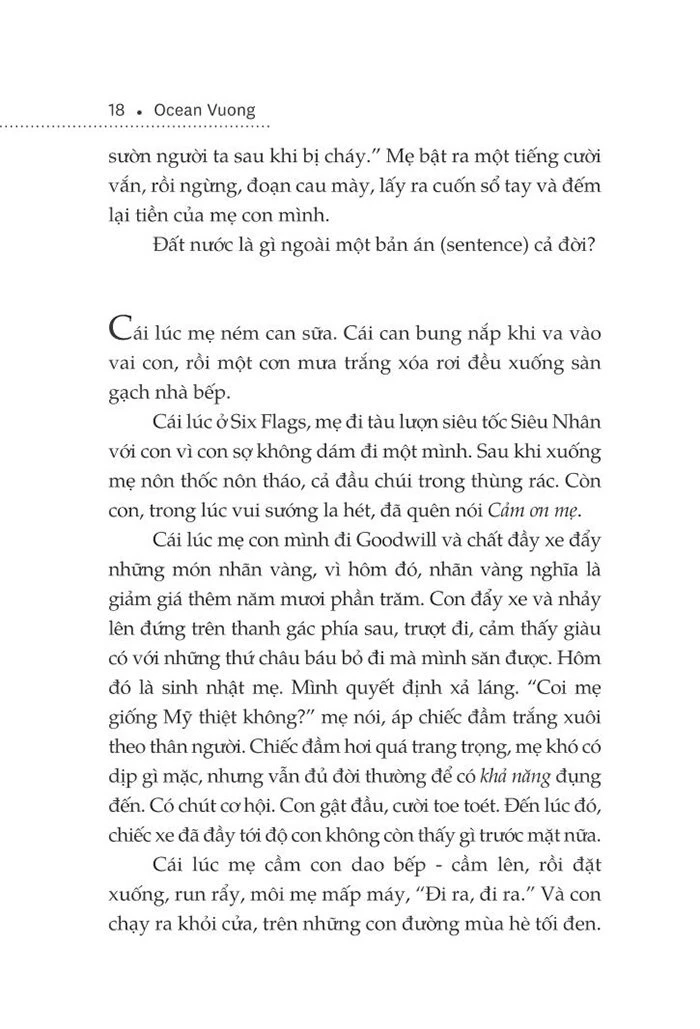 18 • Ocean Vuong
sườn người ta sau khi bị cháy.” Mẹ bật ra một tiếng cười
vắn, rồi ngừng, đoạn cau mày, lấy ra cuốn sổ tay và đếm
lại tiền của mẹ con mình.
Đất nước là gì ngoài một bản án (sentence) cả đời?
Cái lúc mẹ ném can sữa. Cái can bung nắp khi va vào
vai con, rồi một cơn mưa trắng xóa rơi đều xuống sàn
gạch nhà bếp.
Cái lúc ở Six Flags, mẹ đi tàu lượn siêu tốc Siêu Nhân
với con vì con sợ không dám đi một mình. Sau khi xuống
mẹ nôn thốc nôn tháo, cả đầu chúi trong thùng rác. Còn
con, trong lúc vui sướng la hét, đã quên nói Cảm ơn mẹ.
Cái lúc mẹ con mình đi Goodwill và chất đầy xe đẩy
những món nhãn vàng, vì hôm đó, nhãn vàng nghĩa là
giảm giá thêm năm mươi phần trăm. Con đẩy xe và nhảy
lên đứng trên thanh gác phía sau, trượt đi, cảm thấy giàu
có với những thứ châu báu bỏ đi mà mình săn được. Hôm
đó là sinh nhật mẹ. Mình quyết định xả láng. “Coi mẹ
giống Mỹ thiệt không?” mẹ nói, áp chiếc đầm trắng xuôi
theo thân người. Chiếc đầm hơi quá trang trọng, mẹ khó có
dịp gì mặc, nhưng vẫn đủ đời thường để có khả năng đụng
đến. Có chút cơ hội. Con gật đầu, cười toe toét. Đến lúc đó,
chiếc xe đã đầy tới độ con không còn thấy gì trước mặt nữa.
Cái lúc mẹ cầm con dao bếp - cầm lên, rồi đặt
xuống, run rẩy, môi mẹ mấp máy, “Đi ra, đi ra.” Và con
chạy ra khỏi cửa, trên những con đường mùa hè tối đen.